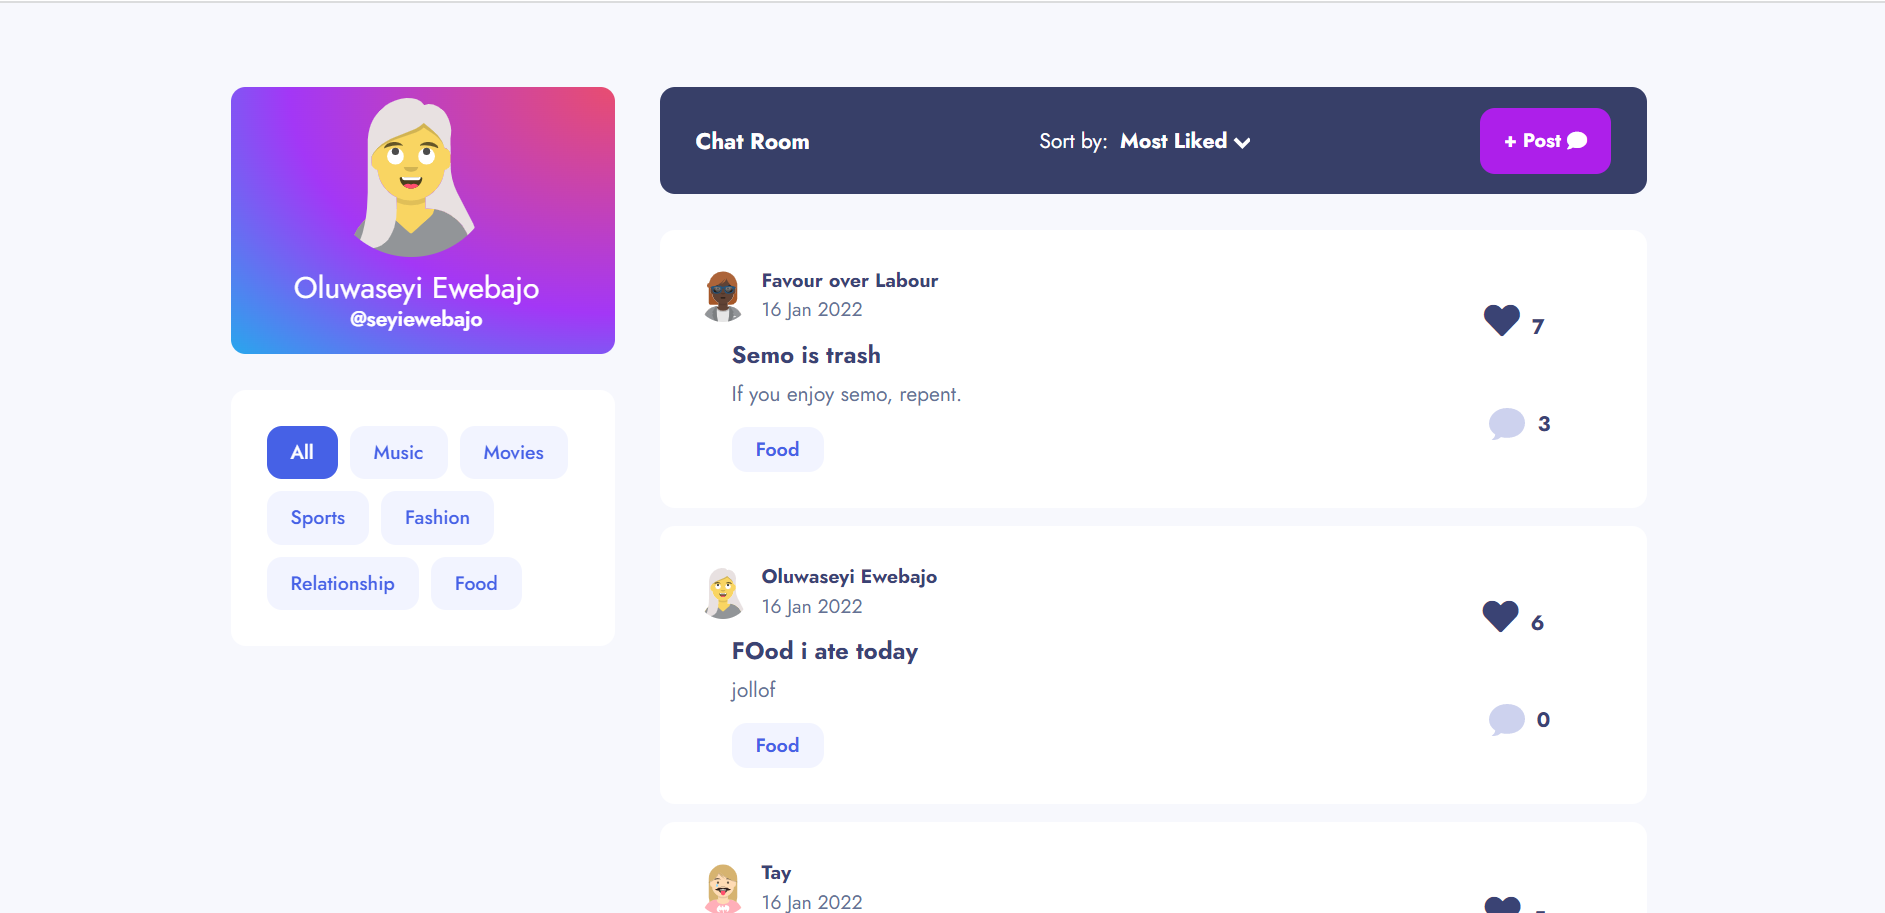 Oluwaseyi Ewebajo
@seyiewebajo
All
Music
Movies
Sports
Fashion
Relationship
Food
Chat Room
Sort by: Most Liked
+ Post
Favour over Labour
16 Jan 2022
Semo is trash
If you enjoy semo, repent.
Food
7
3
Oluwaseyi Ewebajo
16 Jan 2022
FOod i ate today
jollof
Food
6
0
Tay
16 Jan 2022